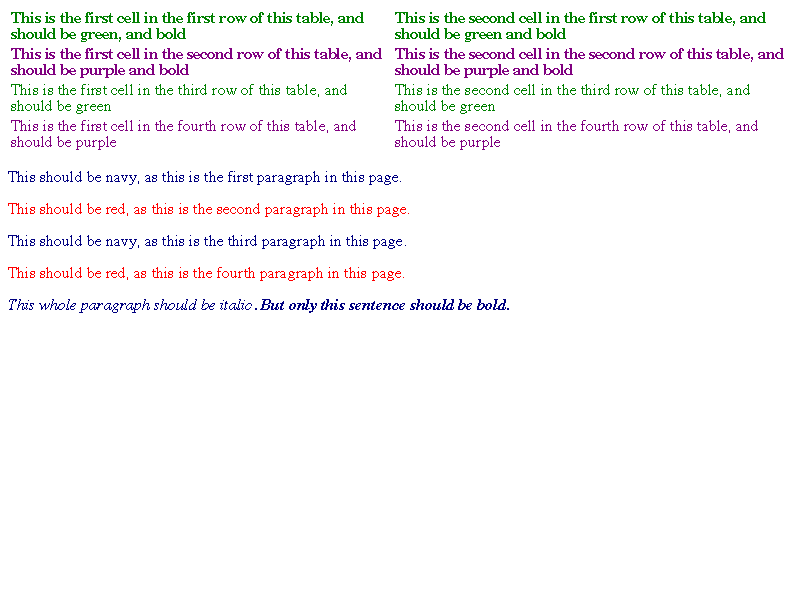 This is the first cell in the first row of this table, and
should be green, and bold
This is the second cell in the first row of this table, and
should be green and bold
This is the first cell in the second row of this table, and
should be purple and bold
This is the second cell in the second row of this table, and
should be purple and bold
This is the first cell in the third row of this table, and
should be green
This is the second cell in the third row of this table, and
should be green
This is the first cell in the fourth row of this table, and
should be purple
This is the second cell in the fourth row of this table, and
should be purple
This should be navy, as this is the first paragraph in this page.
This should be red, as this is the second paragraph in this page.
This should be navy, as this is the third paragraph in this page.
This should be red, as this is the fourth paragraph in this page.
This whole paragraph should be italic. But only this sentence should be bold.